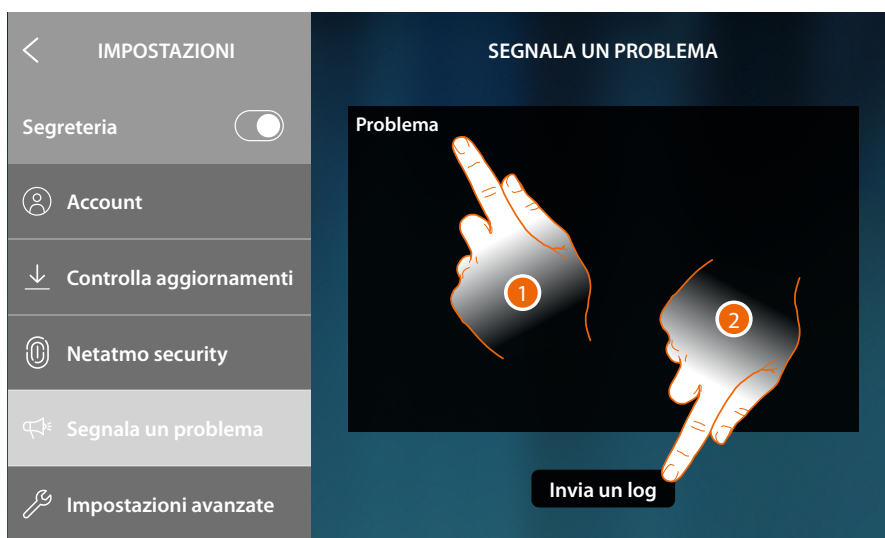 IMPOSTAZIONI
Segreteria
Account
Controlla aggiornamenti
Netatmo security
Segnala un problema
Impostazioni avanzate
SEGNALA UN PROBLEMA
Problema
1
2
Invia un log